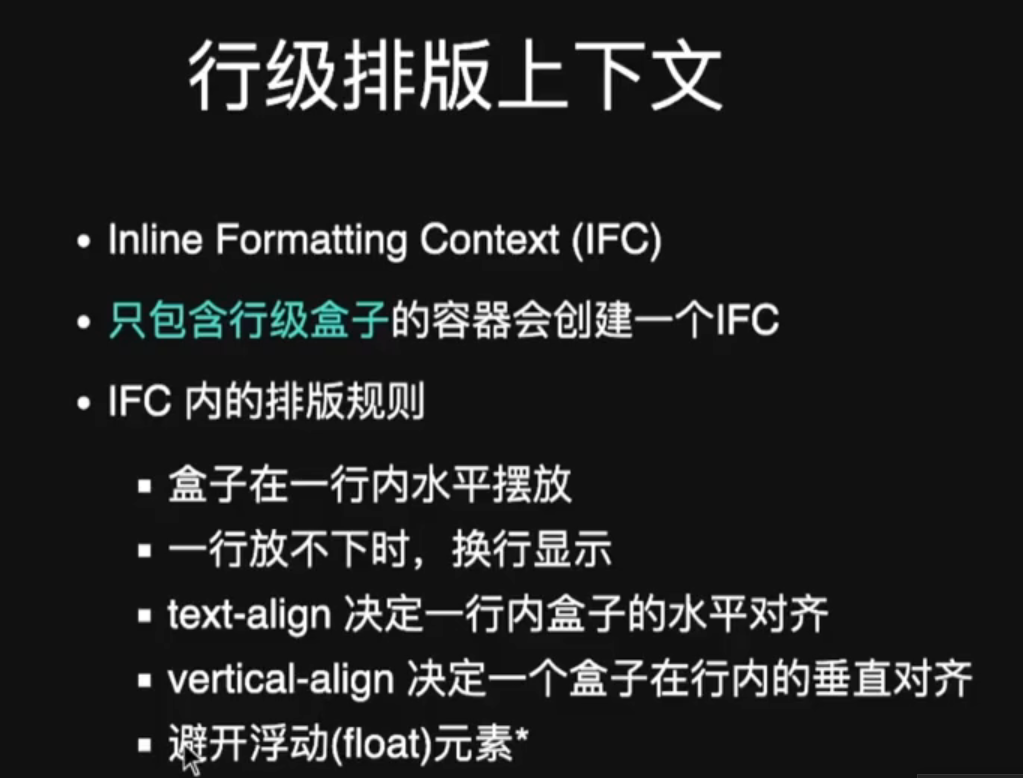 行级排版上下文
• Inline Formatting Context (IFC)
• 只包含行级盒子的容器会创建一个IFC
• IFC 内的排版规则
▪ 盒子在一行内水平摆放
▪ 一行放不下时，换行显示
▪ text-align 决定一行内盒子的水平对齐
▪ vertical-align 决定一个盒子在行内的垂直对齐
▪ 避开浮动(float)元素*